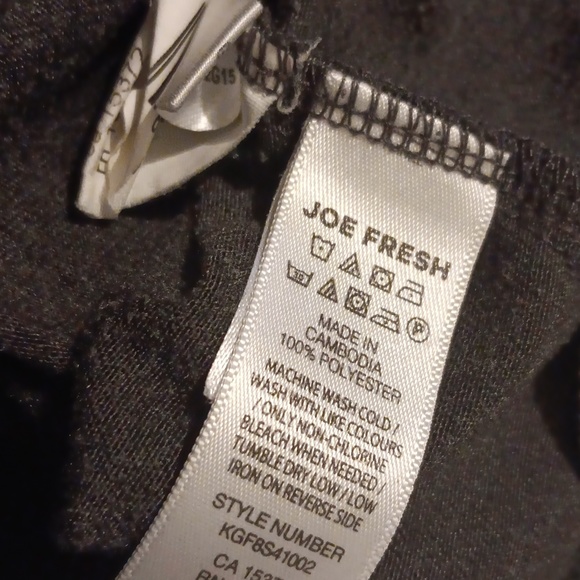 JOE FRESH
MADE IN
CAMBODIA
100% POLYESTER
MACHINE WASH COLD /
WASH WITH LIKE COLOURS
/ ONLY NON-CHLORINE
BLEACH WHEN NEEDED /
TUMBLE DRY LOW / LOW
IRON ON REVERSE SIDE
STYLE NUMBER
KGF8S41002